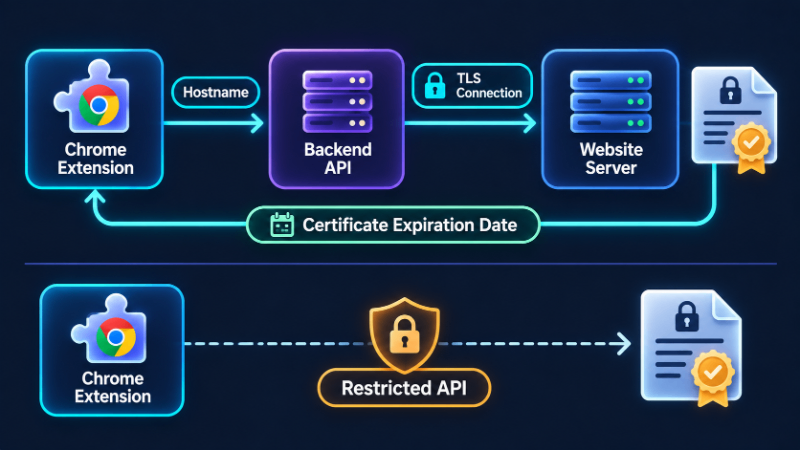 Chrome
Extension
Hostname
Backend
API
TLS
Connection
Website
Server
Certificate Expiration Date
Chrome
Extension
Restricted API